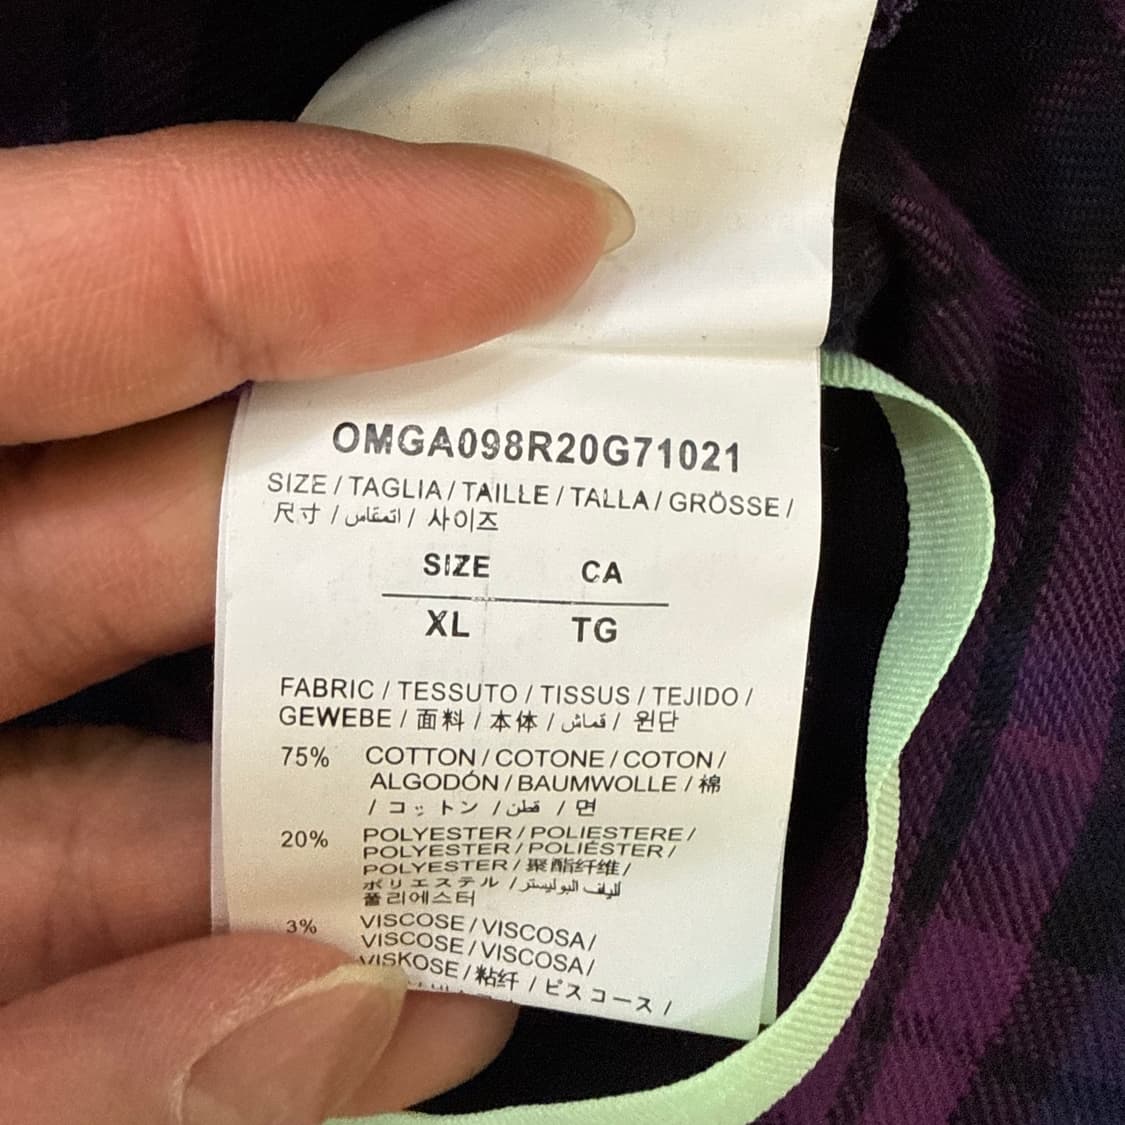 OMGA098R20G71021
SIZE / TAGLIA / TAILLE / TALLA / GRÖSSE /
尺寸 / اتمقاس / 사이즈
SIZE CA
XL TG
FABRIC / TESSUTO / TISSUS / TEJIDO /
GEWEBE / 面料 / 本体 / قماش / 원단
75% COTTON / COTONE / COTON /
ALGODÓN / BAUMWOLLE / 棉
/ コットン / قطن / 면
20% POLYESTER / POLIESTERE /
POLYESTER / POLIÉSTER /
POLYESTER / 聚酯纤维 /
ポリエステル / للياف البوليستر /
폴리에스터
3% VISCOSE / VISCOSA /
VISCOSE / VISCOSA /
VISKOSE / 粘纤 / ビスコース /